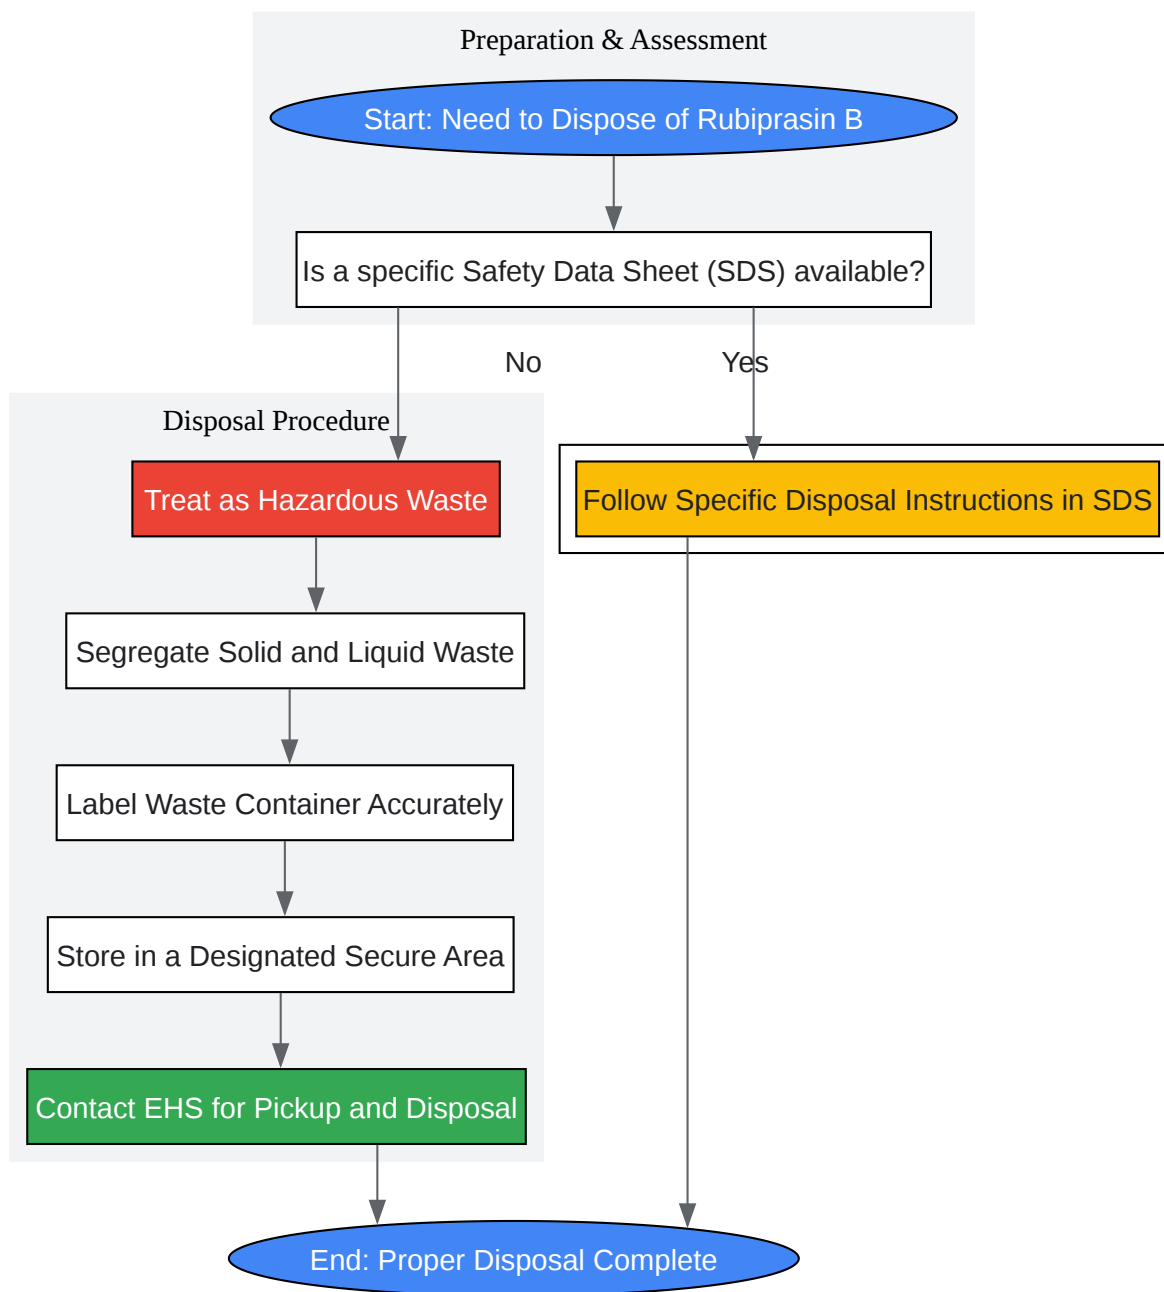 Preparation & Assessment
Start: Need to Dispose of Rubiprasin B
Is a specific Safety Data Sheet (SDS) available?
No
Yes
Disposal Procedure
Treat as Hazardous Waste
Follow Specific Disposal Instructions in SDS
Segregate Solid and Liquid Waste
Label Waste Container Accurately
Store in a Designated Secure Area
Contact EHS for Pickup and Disposal
End: Proper Disposal Complete